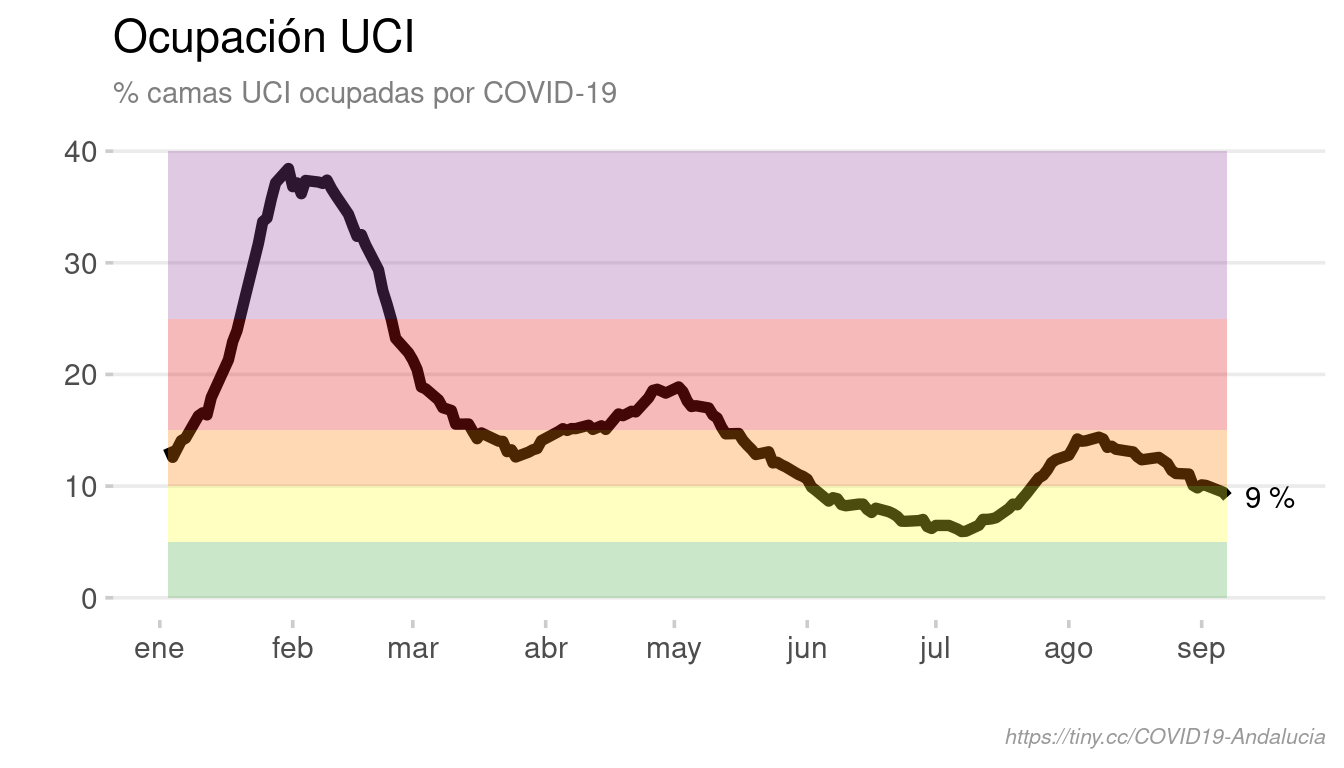 Ocupación UCI
% camas UCI ocupadas por COVID-19
40
30
20
10
0
9 %
ene feb mar abr may jun jul ago sep
https://tiny.cc/COVID19-Andalucia